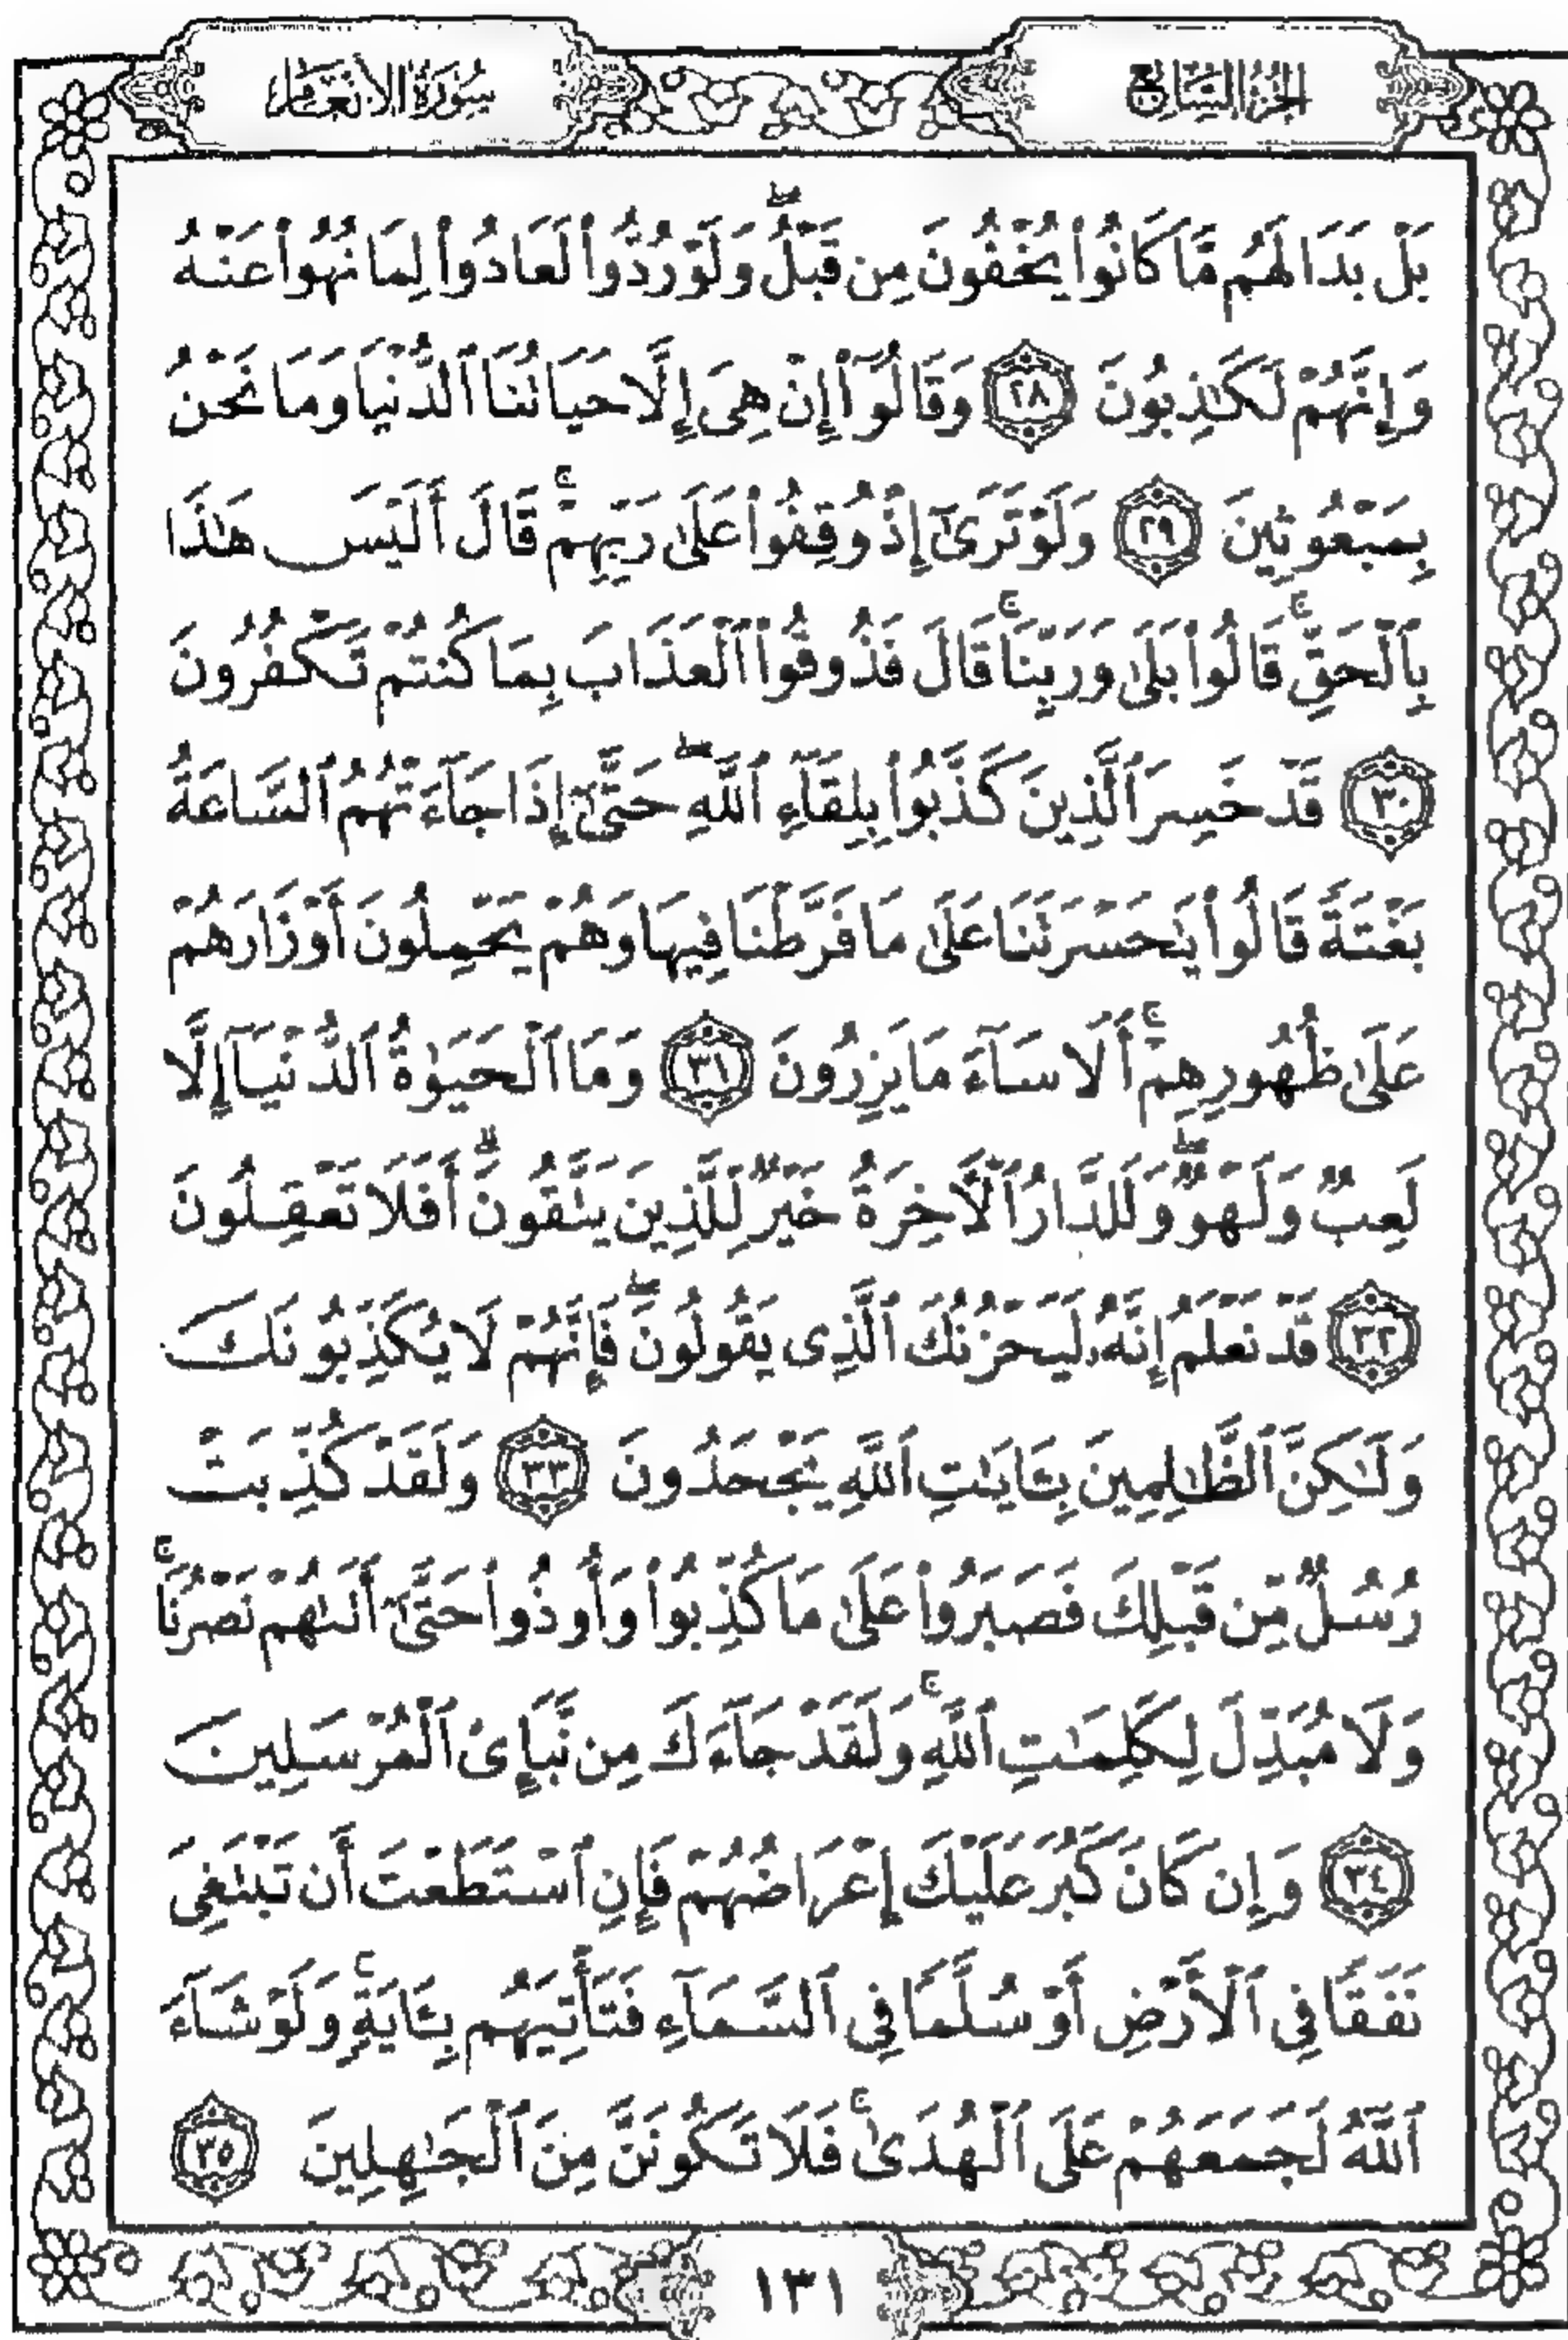 الجزء السابع
سورة الأنعام
بَلْ بَدَا لَهُم مَّا كَانُوا۟ يُخْفُونَ مِن قَبْلُ ۖ وَلَوْ رُدُّوا۟ لَعَادُوا۟ لِمَا نُهُوا۟ عَنْهُ
وَإِنَّهُمْ لَكَـٰذِبُونَ ٢٨ وَقَالُوٓا۟ إِنْ هِىَ إِلَّا حَيَاتُنَا ٱلدُّنْيَا وَمَا نَحْنُ
بِمَبْعُوثِينَ ٢٩ وَلَوْ تَرَىٰٓ إِذْ وُقِفُوا۟ عَلَىٰ رَبِّهِمْ ۚ قَالَ أَلَيْسَ هَـٰذَا
بِٱلْحَقِّ ۚ قَالُوا۟ بَلَىٰ وَرَبِّنَا ۚ قَالَ فَذُوقُوا۟ ٱلْعَذَابَ بِمَا كُنتُمْ تَكْفُرُونَ
٣٠ قَدْ خَسِرَ ٱلَّذِينَ كَذَّبُوا۟ بِلِقَآءِ ٱللَّهِ ۖ حَتَّىٰٓ إِذَا جَآءَتْهُمُ ٱلسَّاعَةُ
بَغْتَةً قَالُوا۟ يَـٰحَسْرَتَنَا عَلَىٰ مَا فَرَّطْنَا فِيهَا وَهُمْ يَحْمِلُونَ أَوْزَارَهُمْ
عَلَىٰ ظُهُورِهِمْ ۚ أَلَا سَآءَ مَا يَزِرُونَ ٣١ وَمَا ٱلْحَيَوٰةُ ٱلدُّنْيَآ إِلَّا
لَعِبٌ وَلَهْوٌ ۖ وَلَلدَّارُ ٱلْـَٔاخِرَةُ خَيْرٌ لِّلَّذِينَ يَتَّقُونَ ۗ أَفَلَا تَعْقِلُونَ
٣٢ قَدْ نَعْلَمُ إِنَّهُۥ لَيَحْزُنُكَ ٱلَّذِى يَقُولُونَ ۖ فَإِنَّهُمْ لَا يُكَذِّبُونَكَ
وَلَـٰكِنَّ ٱلظَّـٰلِمِينَ بِـَٔايَـٰتِ ٱللَّهِ يَجْحَدُونَ ٣٣ وَلَقَدْ كُذِّبَتْ
رُسُلٌ مِّن قَبْلِكَ فَصَبَرُوا۟ عَلَىٰ مَا كُذِّبُوا۟ وَأُوذُوا۟ حَتَّىٰٓ أَتَىٰهُمْ نَصْرُنَا ۚ
وَلَا مُبَدِّلَ لِكَلِمَـٰتِ ٱللَّهِ ۚ وَلَقَدْ جَآءَكَ مِن نَّبَإِى۟ ٱلْمُرْسَلِينَ
٣٤ وَإِن كَانَ كَبُرَ عَلَيْكَ إِعْرَاضُهُمْ فَإِنِ ٱسْتَطَعْتَ أَن تَبْتَغِىَ
نَفَقًا فِى ٱلْأَرْضِ أَوْ سُلَّمًا فِى ٱلسَّمَآءِ فَتَأْتِيَهُم بِـَٔايَةٍ ۚ وَلَوْ شَآءَ
ٱللَّهُ لَجَمَعَهُمْ عَلَى ٱلْهُدَىٰ ۚ فَلَا تَكُونَنَّ مِنَ ٱلْجَـٰهِلِينَ ٣٥
١٣١